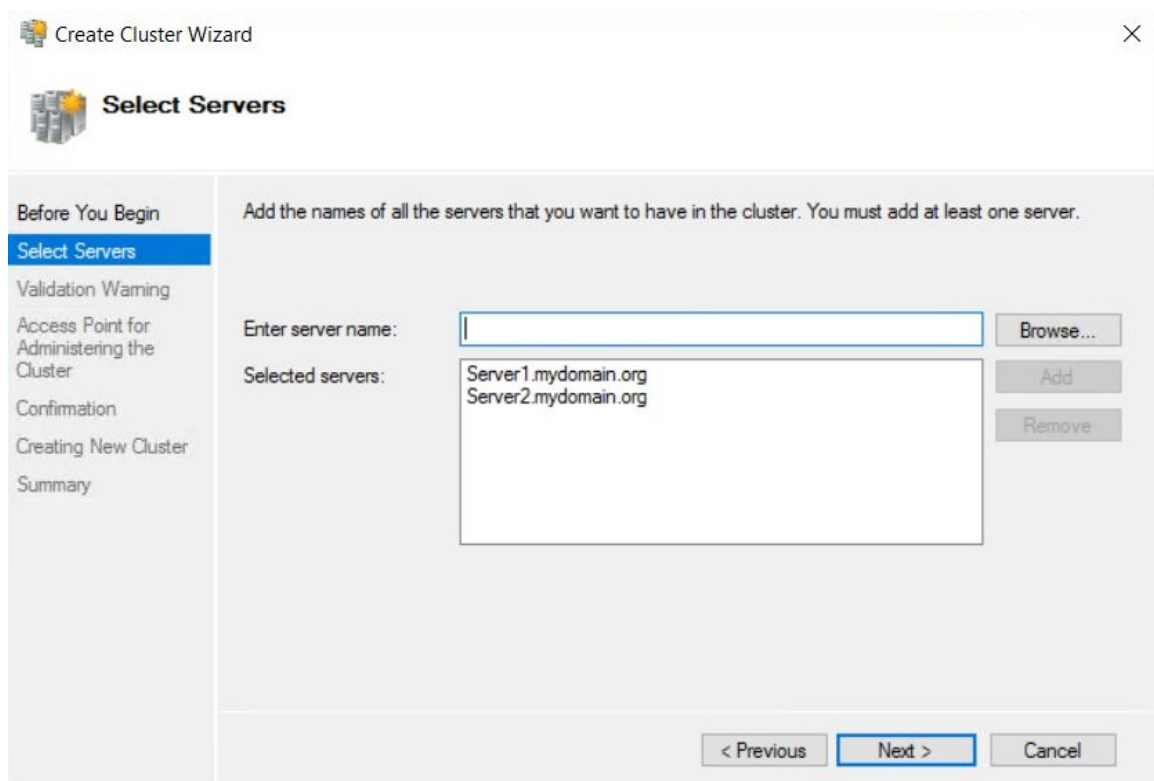 Create Cluster Wizard
Select Servers
Before You Begin
Select Servers
Validation Warning
Access Point for
Administering the
Cluster
Confirmation
Creating New Cluster
Summary
Add the names of all the servers that you want to have in the cluster. You must add at least one server.
Enter server name:
Browse...
Selected servers:
Server1.mydomain.org
Server2.mydomain.org
Add
Remove
< Previous
Next >
Cancel